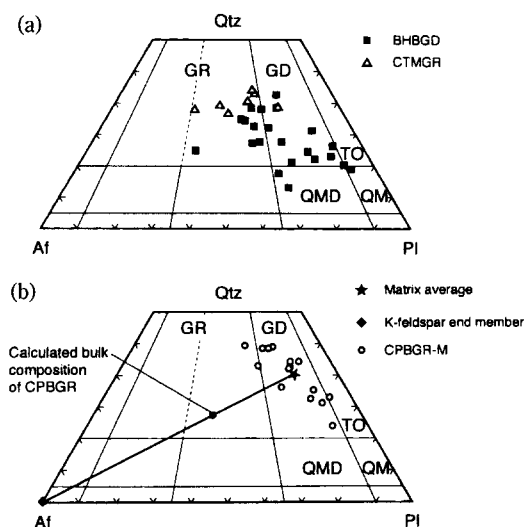 (a)
Qtz
BHBGD
CTMGR
GR
GD
TO
QMD
QM
Af
Pl
(b)
Qtz
Matrix average
K-feldspar end member
CPBGR-M
GR
GD
Calculated bulk
composition
of CPBGR
TO
QMD
QM
Af
Pl